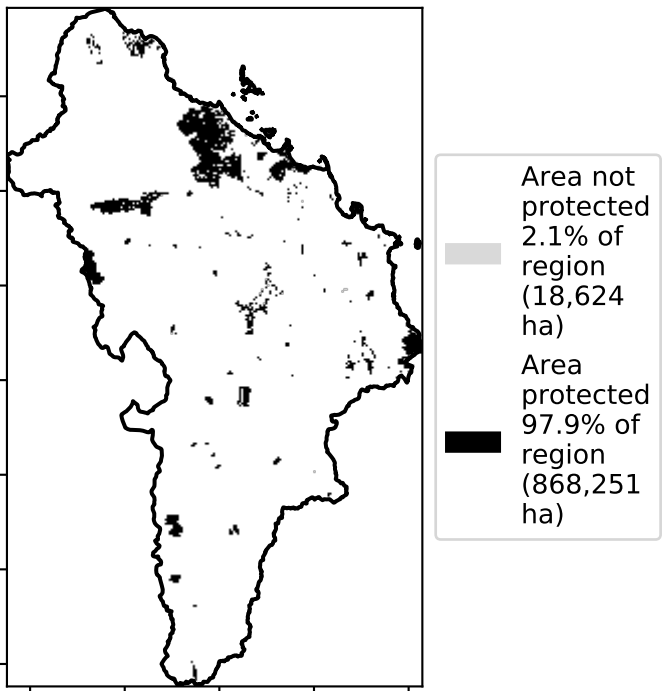 Area not
protected
2.1% of
region
(18,624
ha)
Area
protected
97.9% of
region
(868,251
ha)